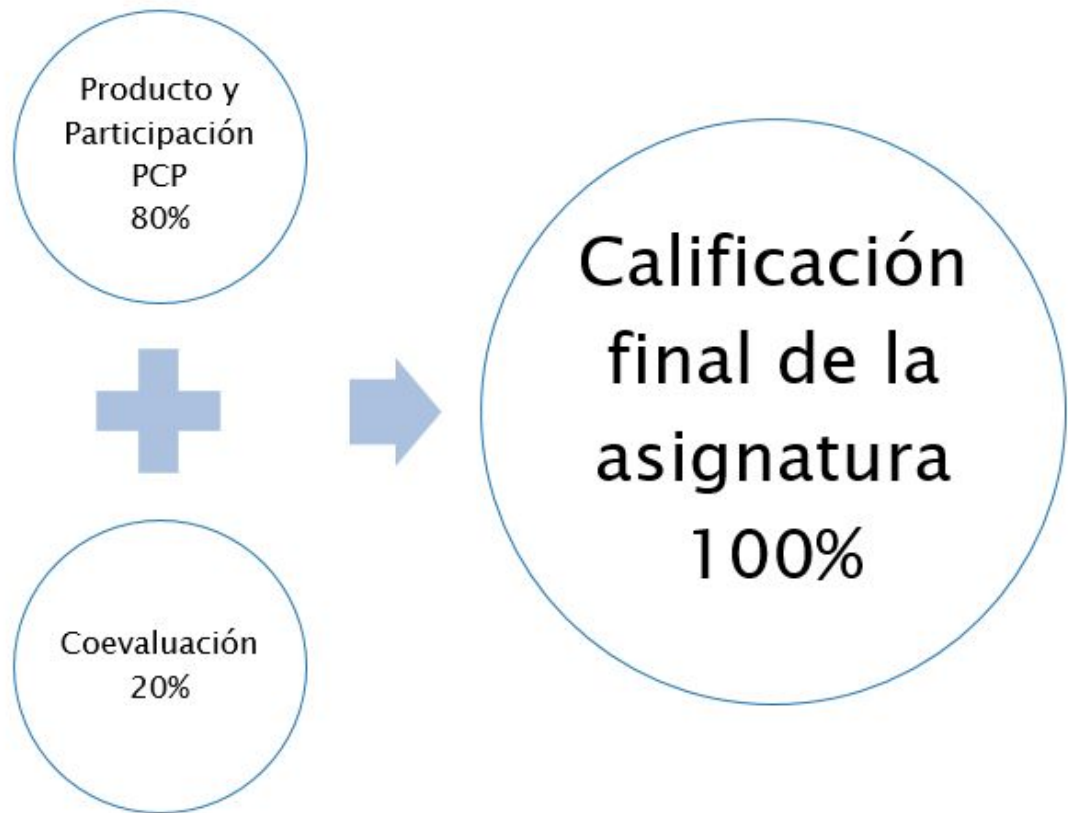 Producto y
Participación
PCP
80%
Coevaluación
20%
Calificación
final de la
asignatura
100%